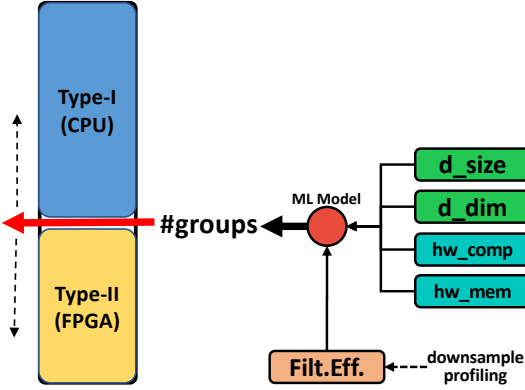 Type-I
(CPU)
#groups
Type-II
(FPGA)
ML Model
d_size
d_dim
hw_comp
hw_mem
Filt.Eff.
downsample
profiling